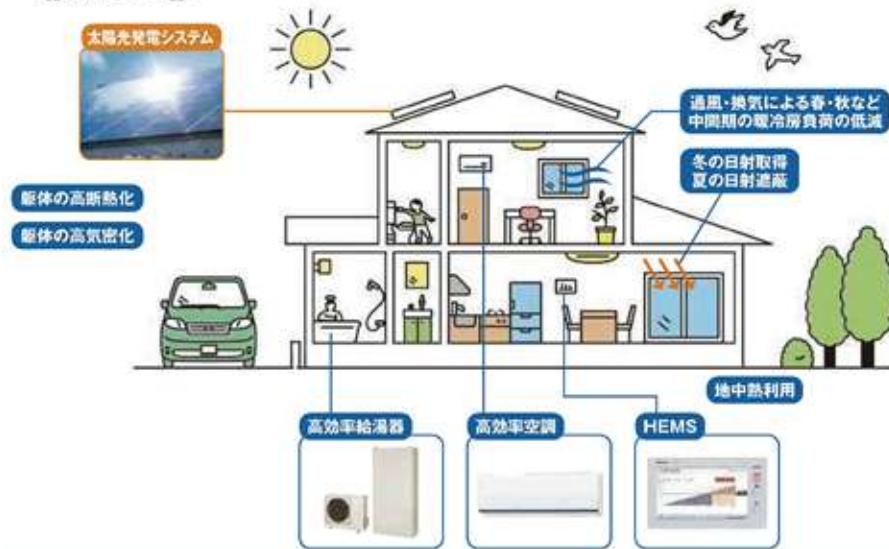 太陽光発電システム
通風・換気による春・秋など
中間期の暖冷房負荷の低減
冬の日射取得
夏の日射遮蔽
躯体の高断熱化
躯体の高気密化
地中熱利用
高効率給湯器
高効率空調
HEMS